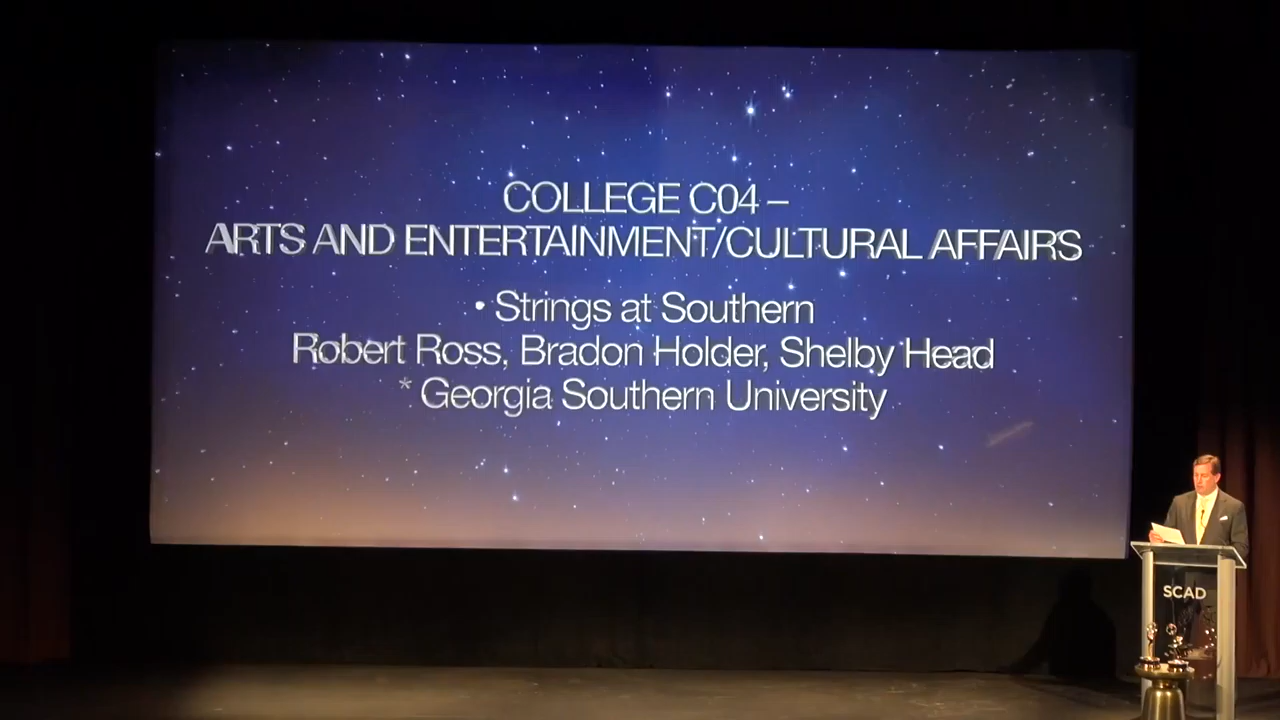 COLLEGE C04 –
ARTS AND ENTERTAINMENT/CULTURAL AFFAIRS
• Strings at Southern
Robert Ross, Bradon Holder, Shelby Head
* Georgia Southern University
SCAD